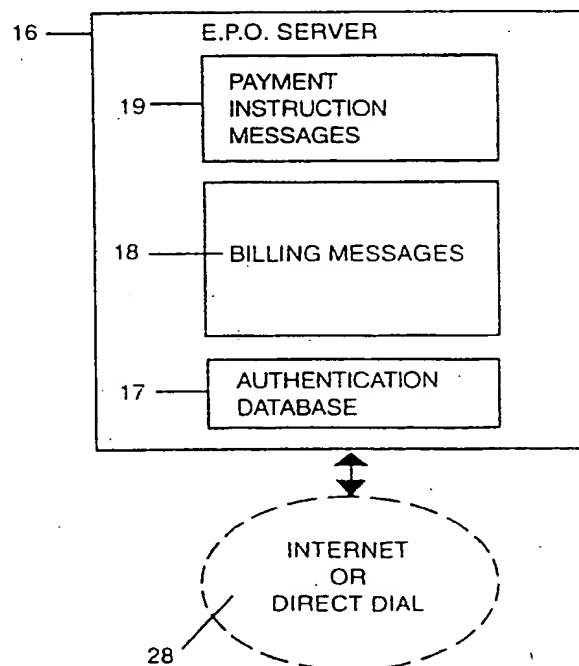 16
E.P.O. SERVER
19
PAYMENT
INSTRUCTION
MESSAGES
18
BILLING MESSAGES
17
AUTHENTICATION
DATABASE
INTERNET
OR
DIRECT DIAL
28